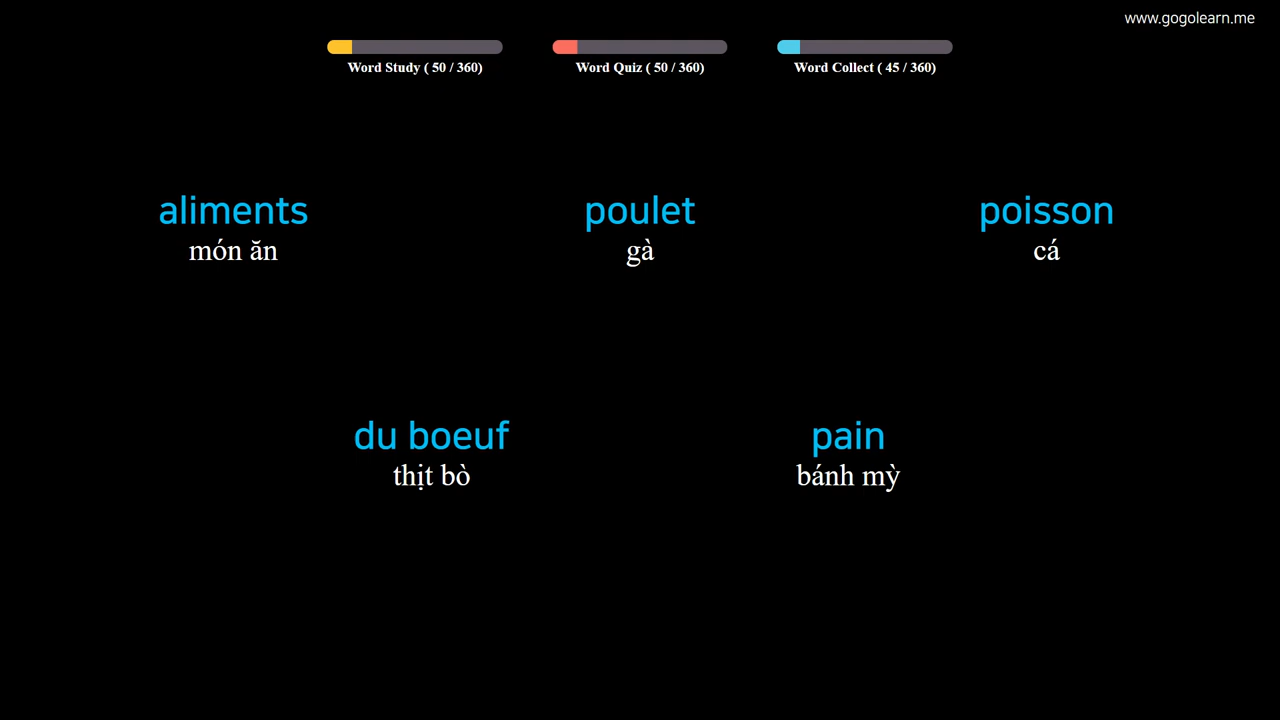 www.gogolearn.me
Word Study ( 50 / 360)
Word Quiz ( 50 / 360)
Word Collect ( 45 / 360)
aliments
món ăn
poulet
gà
poisson
cá
du boeuf
thịt bò
pain
bánh mỳ